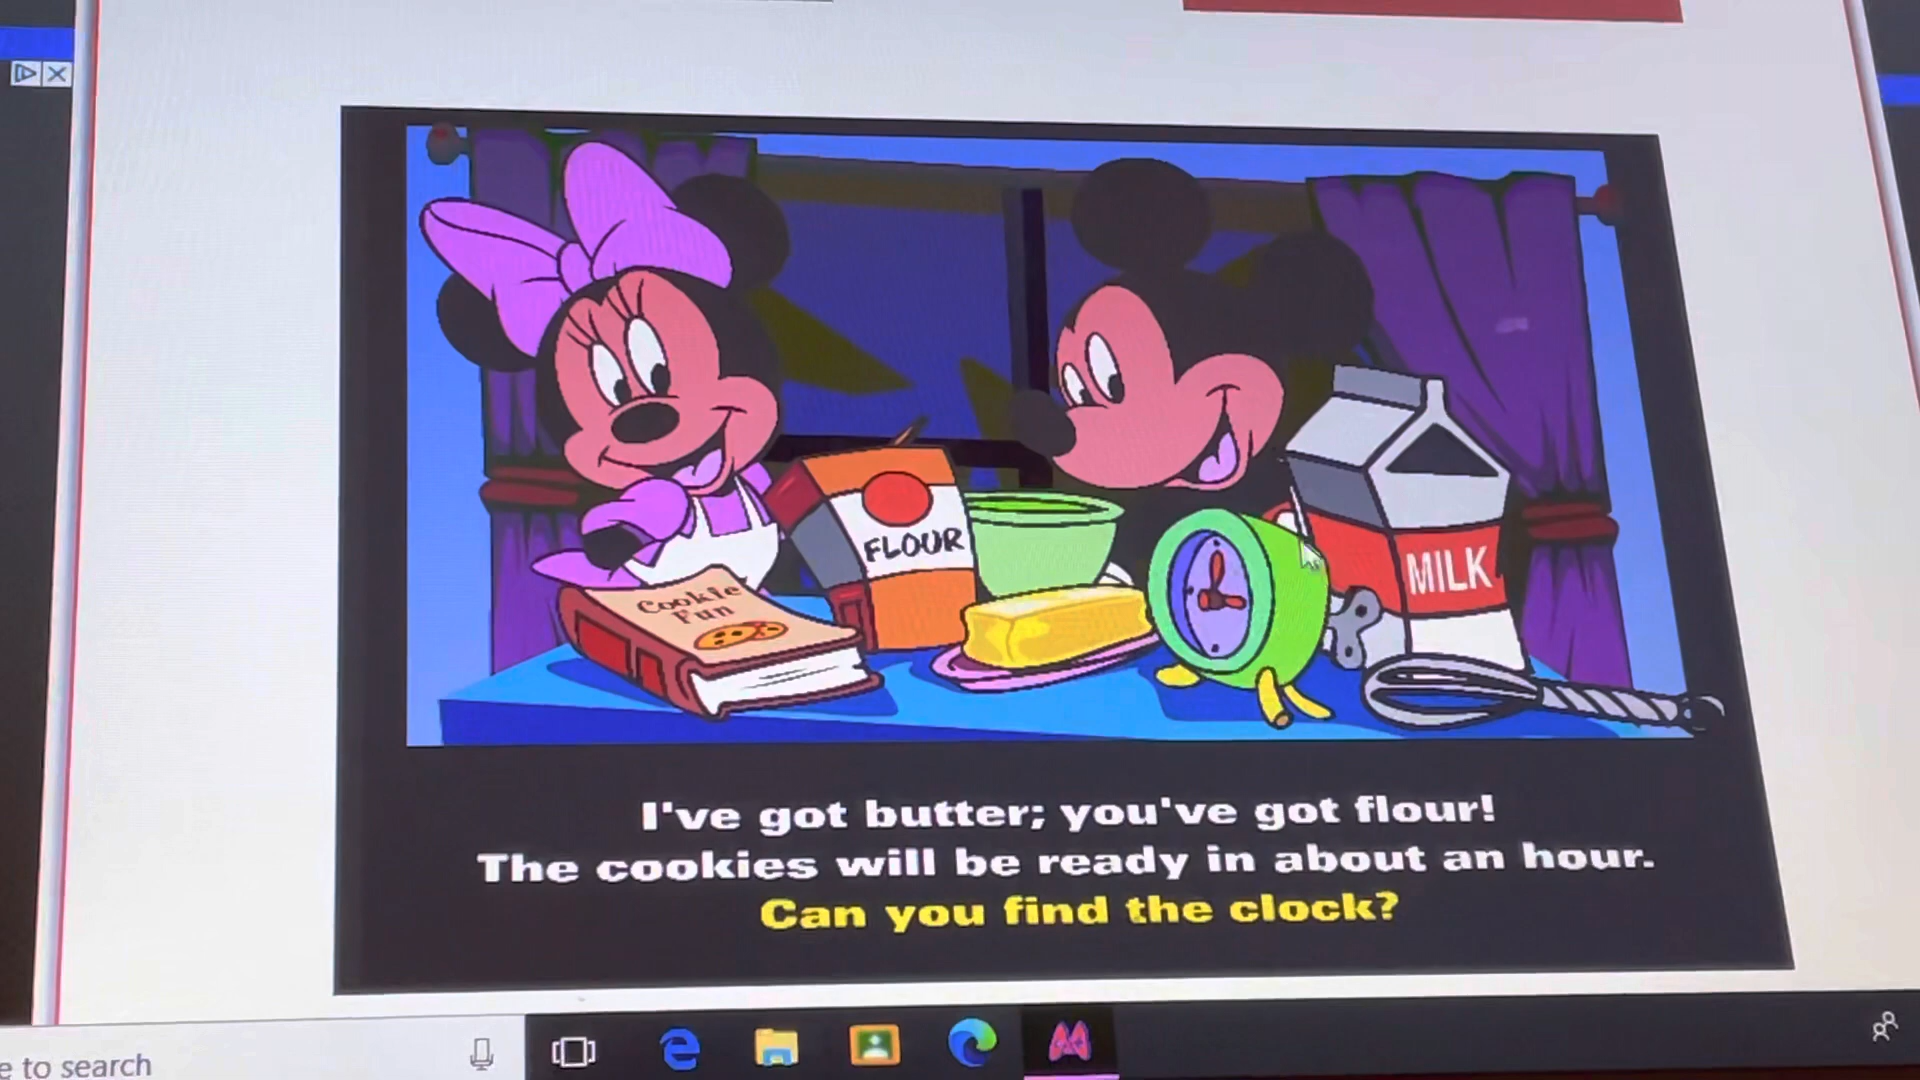 Cookie
Fun
FLOUR
MILK
I've got butter; you've got flour!
The cookies will be ready in about an hour.
Can you find the clock?
e to search